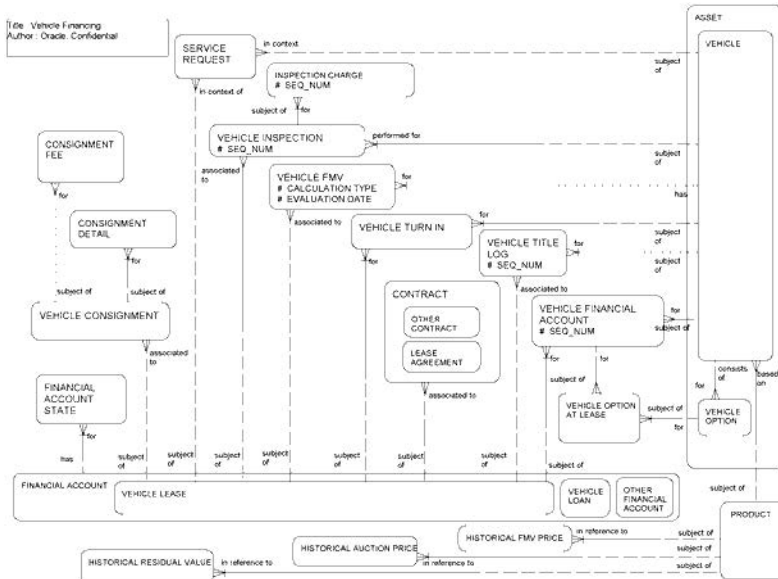 Title : Vehicle Financing
Author : Oracle. Confidential
ASSET
VEHICLE
SERVICE
REQUEST
in context
subject
of
in context of
INSPECTION CHARGE
# SEQ_NUM
subject of
for
VEHICLE INSPECTION
# SEQ_NUM
performed for
subject
of
associated
to
CONSIGNMENT
FEE
for
VEHICLE FMV
# CALCULATION TYPE
# EVALUATION DATE
for
has
associated to
CONSIGNMENT
DETAIL
for
VEHICLE TURN IN
for
subject
of
for
VEHICLE TITLE
LOG
# SEQ_NUM
for
subject
of
associated to
subject of
subject of
VEHICLE CONSIGNMENT
associated
to
CONTRACT
OTHER
CONTRACT
LEASE
AGREEMENT
associated to
VEHICLE FINANCIAL
ACCOUNT
# SEQ_NUM
for
subject
of
for
for
subject
of
consists
of
based
on
for
FINANCIAL
ACCOUNT
STATE
for
VEHICLE OPTION
AT LEASE
subject
of
for
VEHICLE
OPTION
has
subject
of
subject
of
subject
of
subject
of
subject
of
subject
of
subject
of
subject
of
FINANCIAL ACCOUNT
VEHICLE LEASE
VEHICLE
LOAN
OTHER
FINANCIAL
ACCOUNT
subject
of
PRODUCT
HISTORICAL FMV PRICE
in reference to
subject of
HISTORICAL AUCTION PRICE
in reference to
subject of
HISTORICAL RESIDUAL VALUE
in reference to
subject of